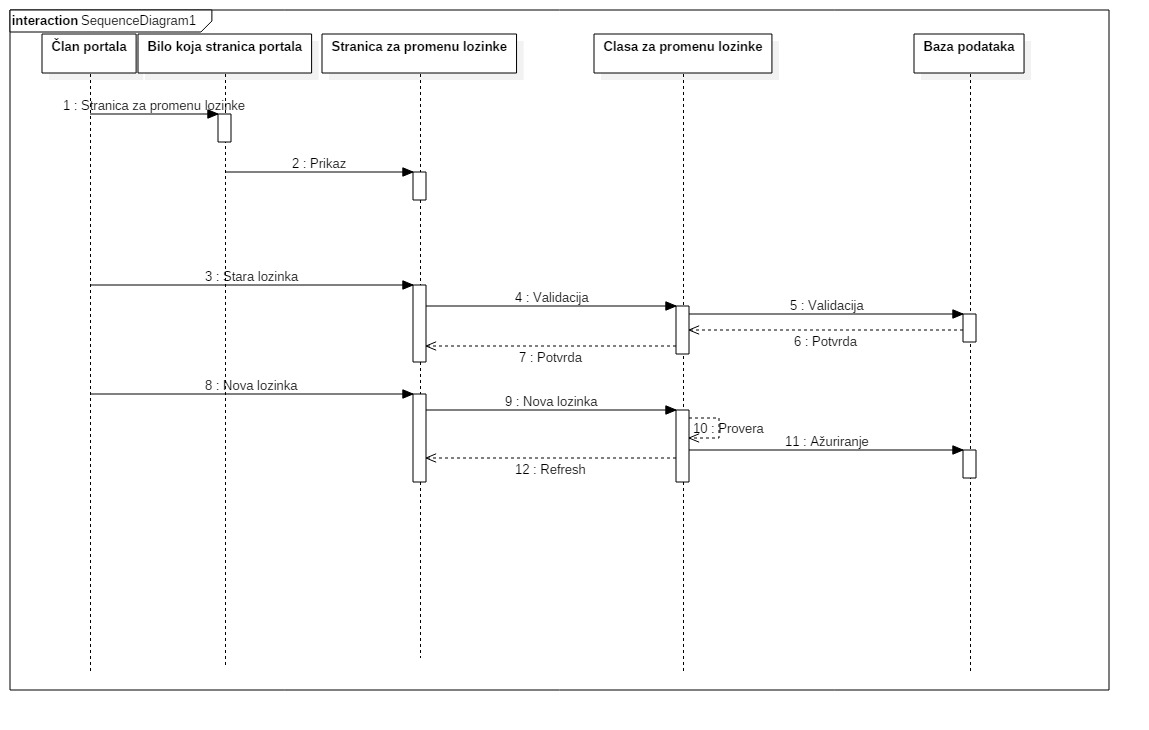 interaction SequenceDiagram1
Član portala
Bilo koja stranica portala
Stranica za promenu lozinke
Clasa za promenu lozinke
Baza podataka
1 : Stranica za promenu lozinke
2 : Prikaz
3 : Stara lozinka
4 : Validacija
5 : Validacija
6 : Potvrda
7 : Potvrda
8 : Nova lozinka
9 : Nova lozinka
10 : Provera
11 : Ažuriranje
12 : Refresh